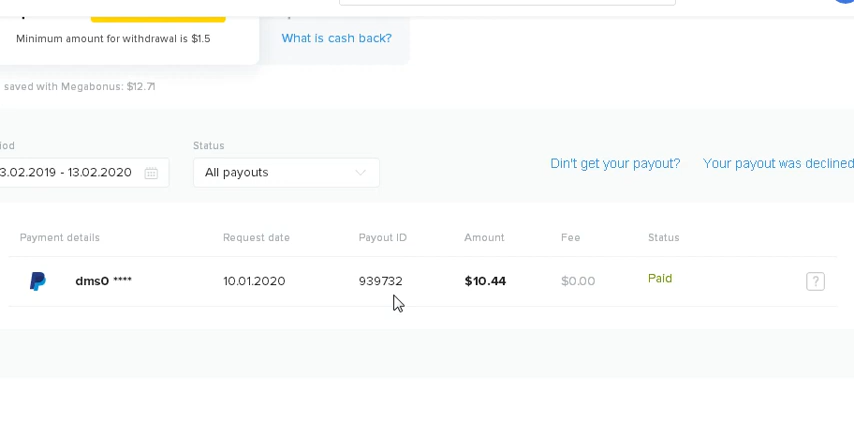 Minimum amount for withdrawal is $1.5
What is cash back?
saved with Megabonus: $12.71
iod
Status
3.02.2019 - 13.02.2020
All payouts
Din't get your payout?
Your payout was declined
Payment details
Request date
Payout ID
Amount
Fee
Status
dms0 ****
10.01.2020
939732
$10.44
$0.00
Paid
?